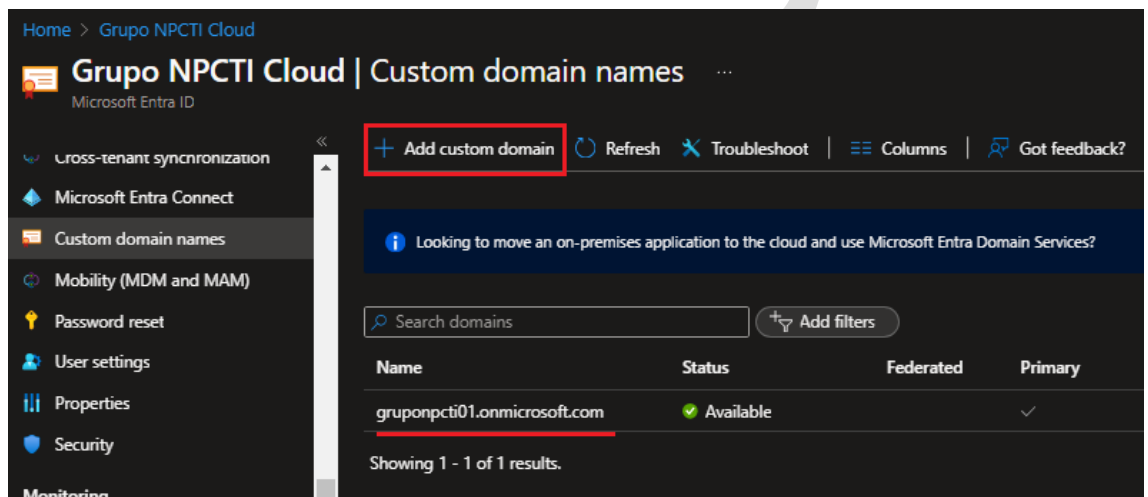 Home > Grupo NPCTI Cloud
Grupo NPCTI Cloud | Custom domain names ...
Microsoft Entra ID
«
+ Add custom domain Refresh Troubleshoot | Columns | Got feedback?
Cross-tenant synchronization
Microsoft Entra Connect
Custom domain names
Mobility (MDM and MAM)
Password reset
User settings
Properties
Security
Monitoring
Looking to move an on-premises application to the cloud and use Microsoft Entra Domain Services?
Search domains Add filters
Name Status Federated Primary
gruponpcti01.onmicrosoft.com Available
Showing 1 - 1 of 1 results.